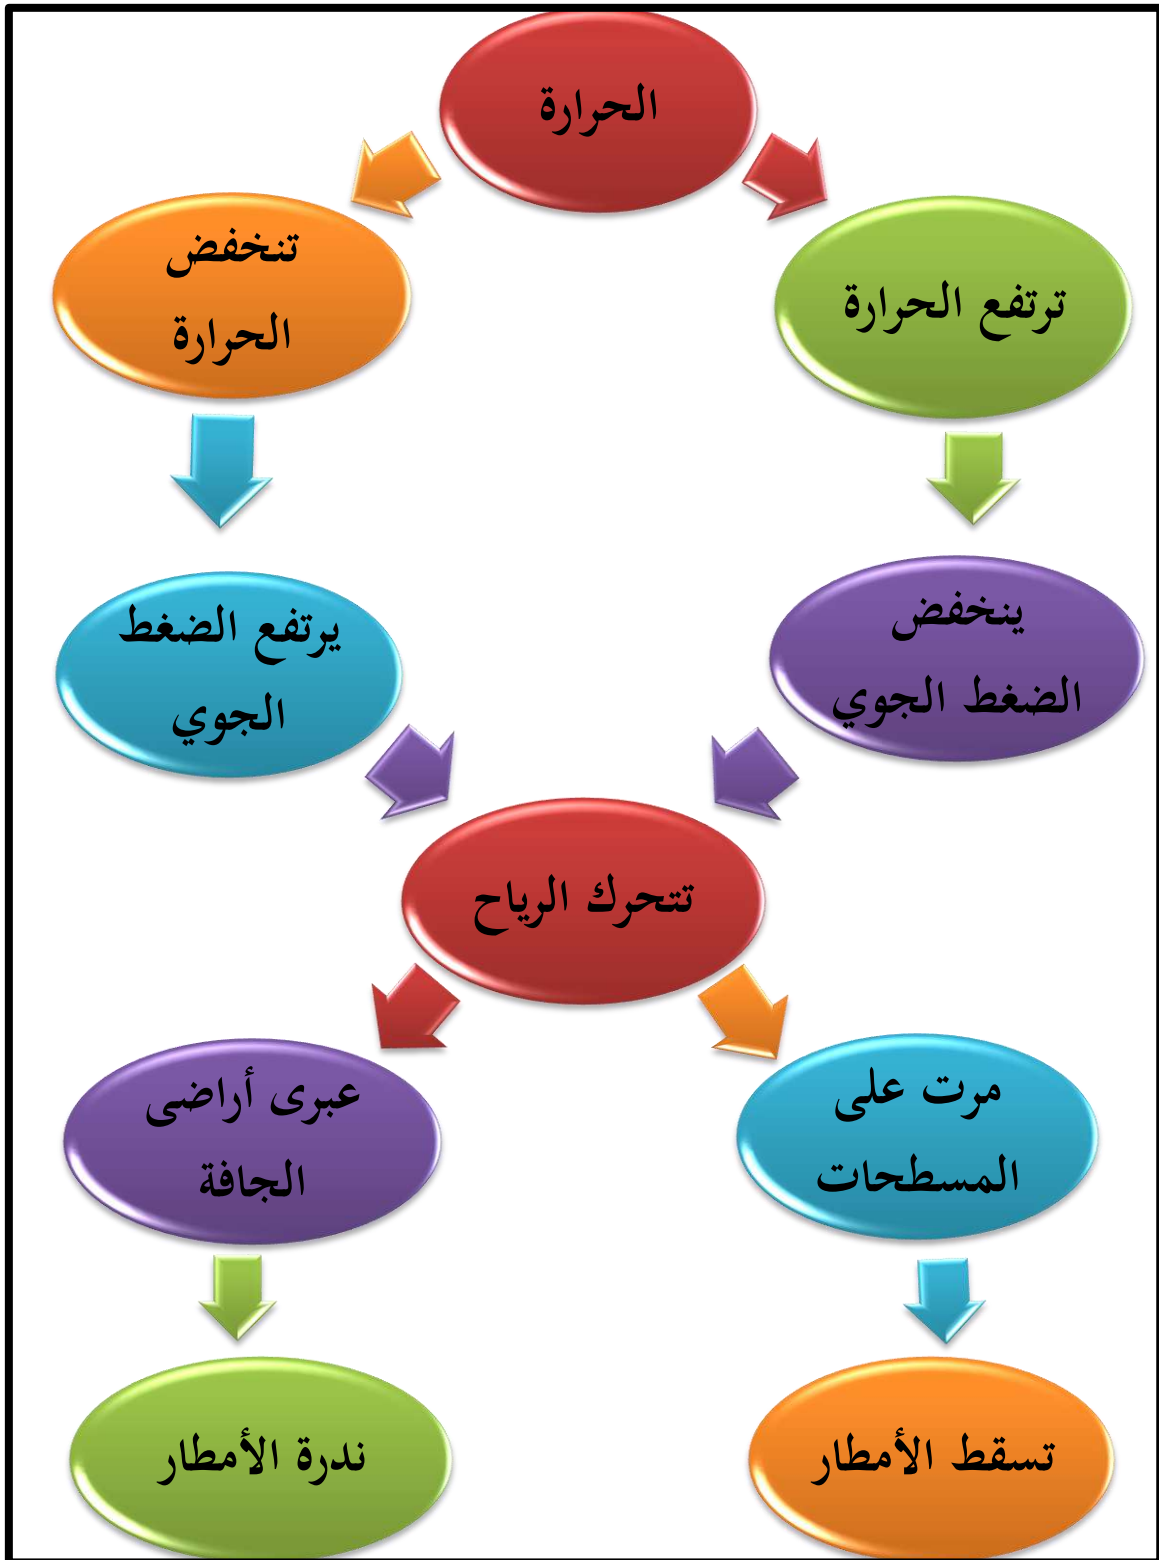 الحرارة
ترتفع الحرارة
تنخفض
الحرارة
ينخفض
الضغط الجوي
يرتفع الضغط
الجوي
تتحرك الرياح
مرت على
المسطحات
عبرى أراضى
الجافة
تسقط الأمطار
ندرة الأمطار